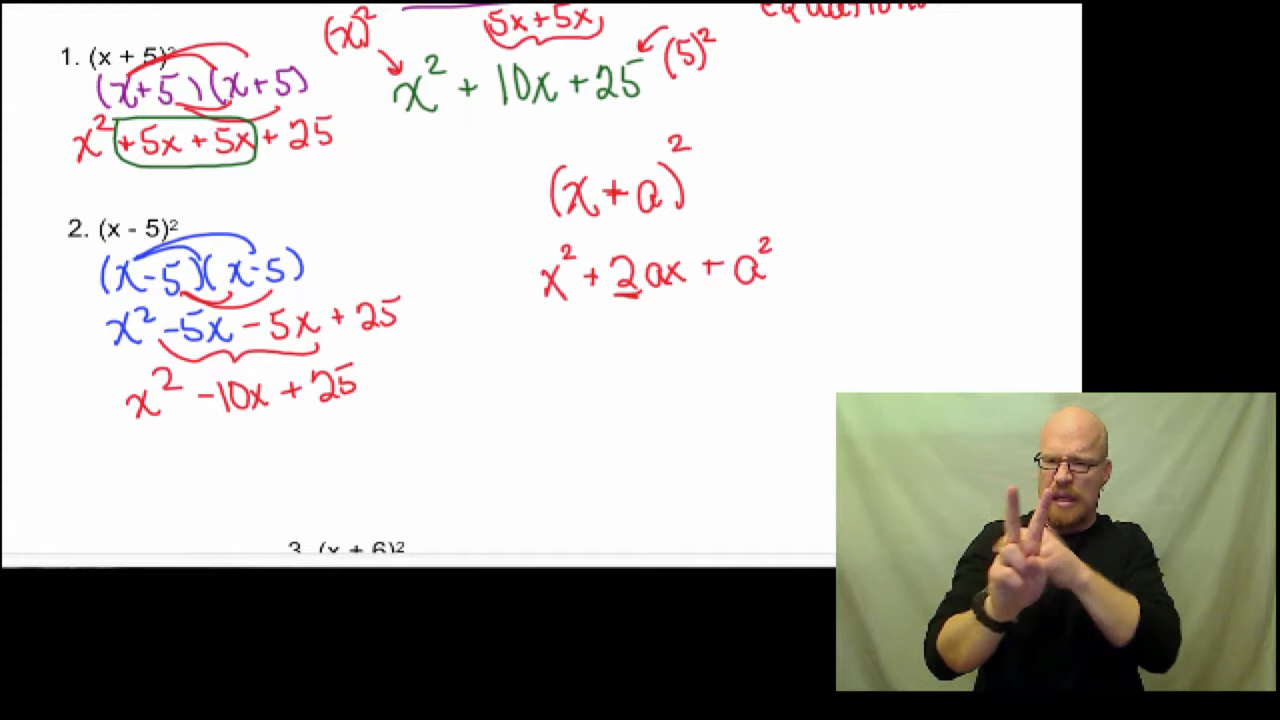 equations
5x + 5x
(x)²
1. (x + 5)²
(5)²
(x+5)(x+5)
x² + 10x + 25
x² +5x + 5x + 25
(x + a)²
2. (x - 5)²
(x-5)(x-5)
x² + 2ax + a²
x² -5x - 5x + 25
x² -10x + 25
3. (x + 6)²